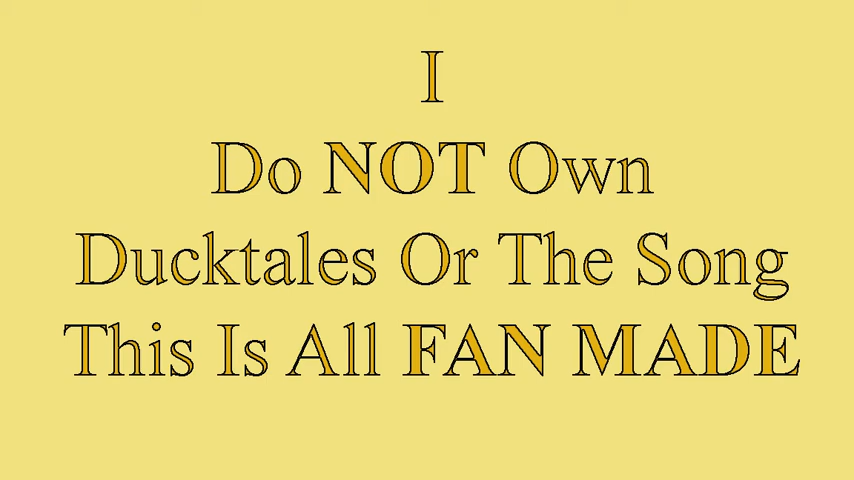 I
Do NOT Own
Ducktales Or The Song
This Is All FAN MADE